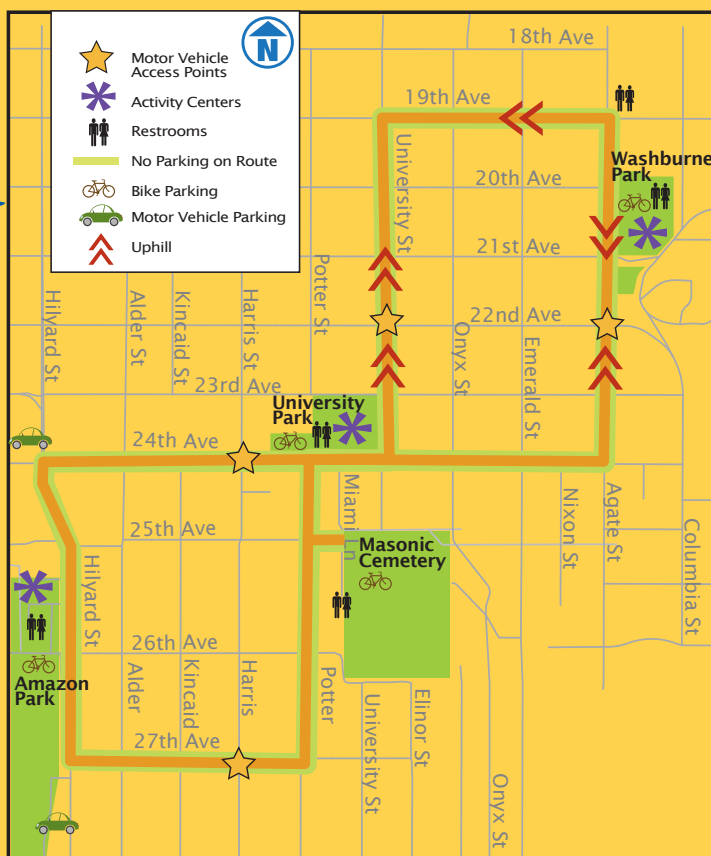 N
Motor Vehicle
Access Points
Activity Centers
Restrooms
No Parking on Route
Bike Parking
Motor Vehicle Parking
Uphill
18th Ave
19th Ave
University St
Washburne
Park
20th Ave
21st Ave
Potter St
Hilyard St
Alder St
Kincaid St
Harris St
22nd Ave
Onyx St
Emerald St
23rd Ave
University
Park
24th Ave
Miami Ln
Nixon St
Agate St
Columbia St
25th Ave
Masonic
Cemetery
Hilyard St
26th Ave
Amazon
Park
Alder
Kincaid
Harris
Potter
University St
Elinor St
27th Ave
Onyx St